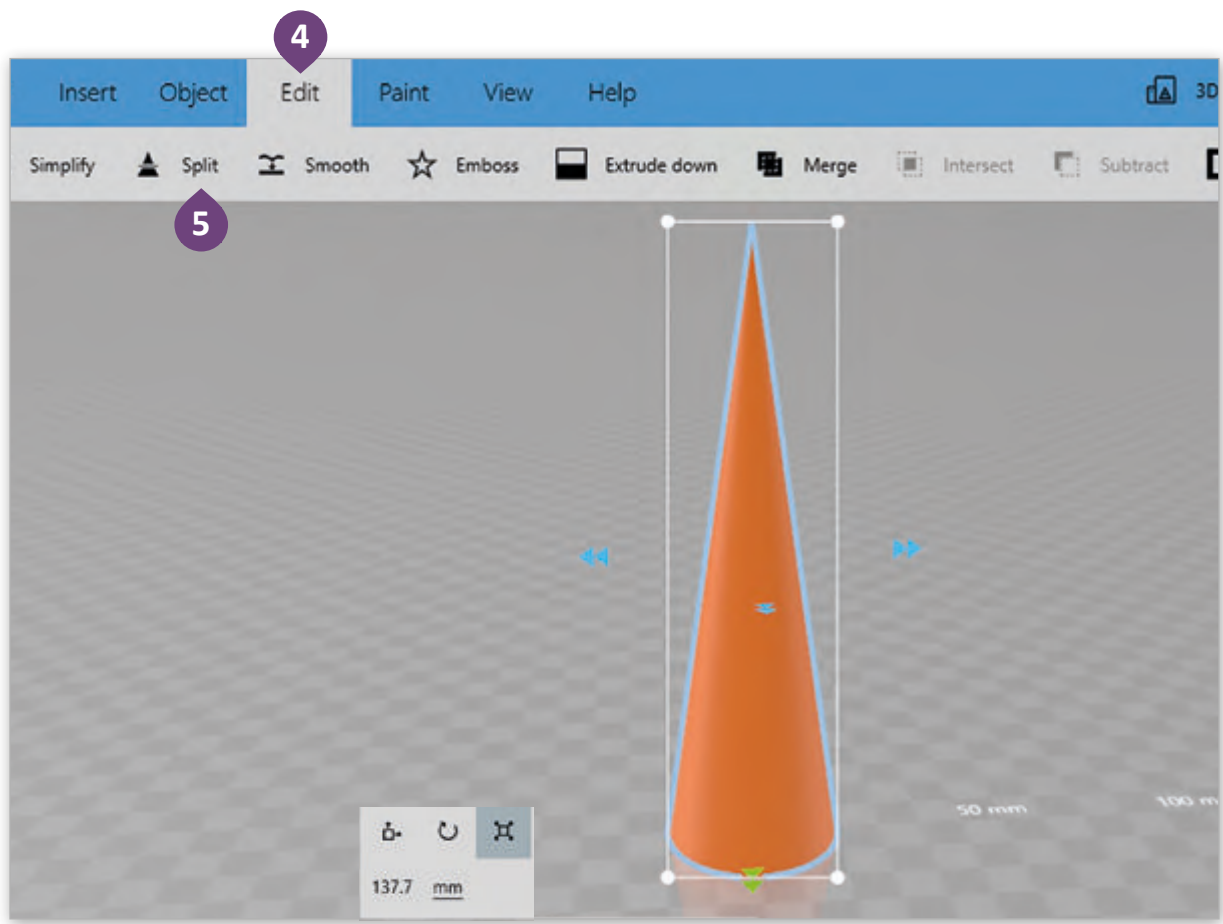 4
Insert Object Edit Paint View Help 3D
Simplify Split Smooth Emboss Extrude down Merge Intersect Subtract
5
50 mm 100 m
137.7 mm